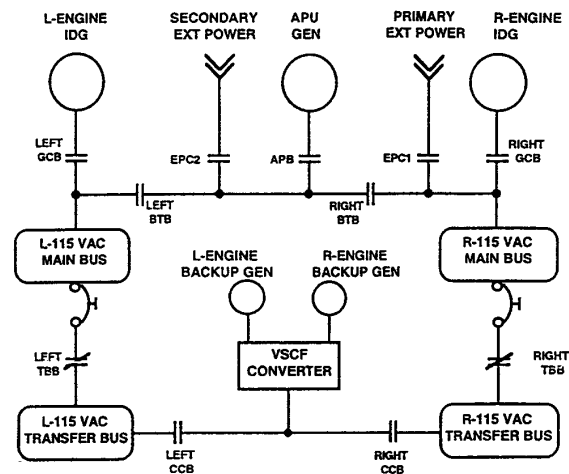 L-ENGINE
IDG
SECONDARY
EXT POWER
APU
GEN
PRIMARY
EXT POWER
R-ENGINE
IDG
LEFT
GCB
EPC2
APB
EPC1
RIGHT
GCB
LEFT
BTB
RIGHT
BTB
L-115 VAC
MAIN BUS
L-ENGINE
BACKUP GEN
R-ENGINE
BACKUP GEN
R-115 VAC
MAIN BUS
LEFT
TBB
VSCF
CONVERTER
RIGHT
TBB
L-115 VAC
TRANSFER BUS
LEFT
CCB
RIGHT
CCB
R-115 VAC
TRANSFER BUS